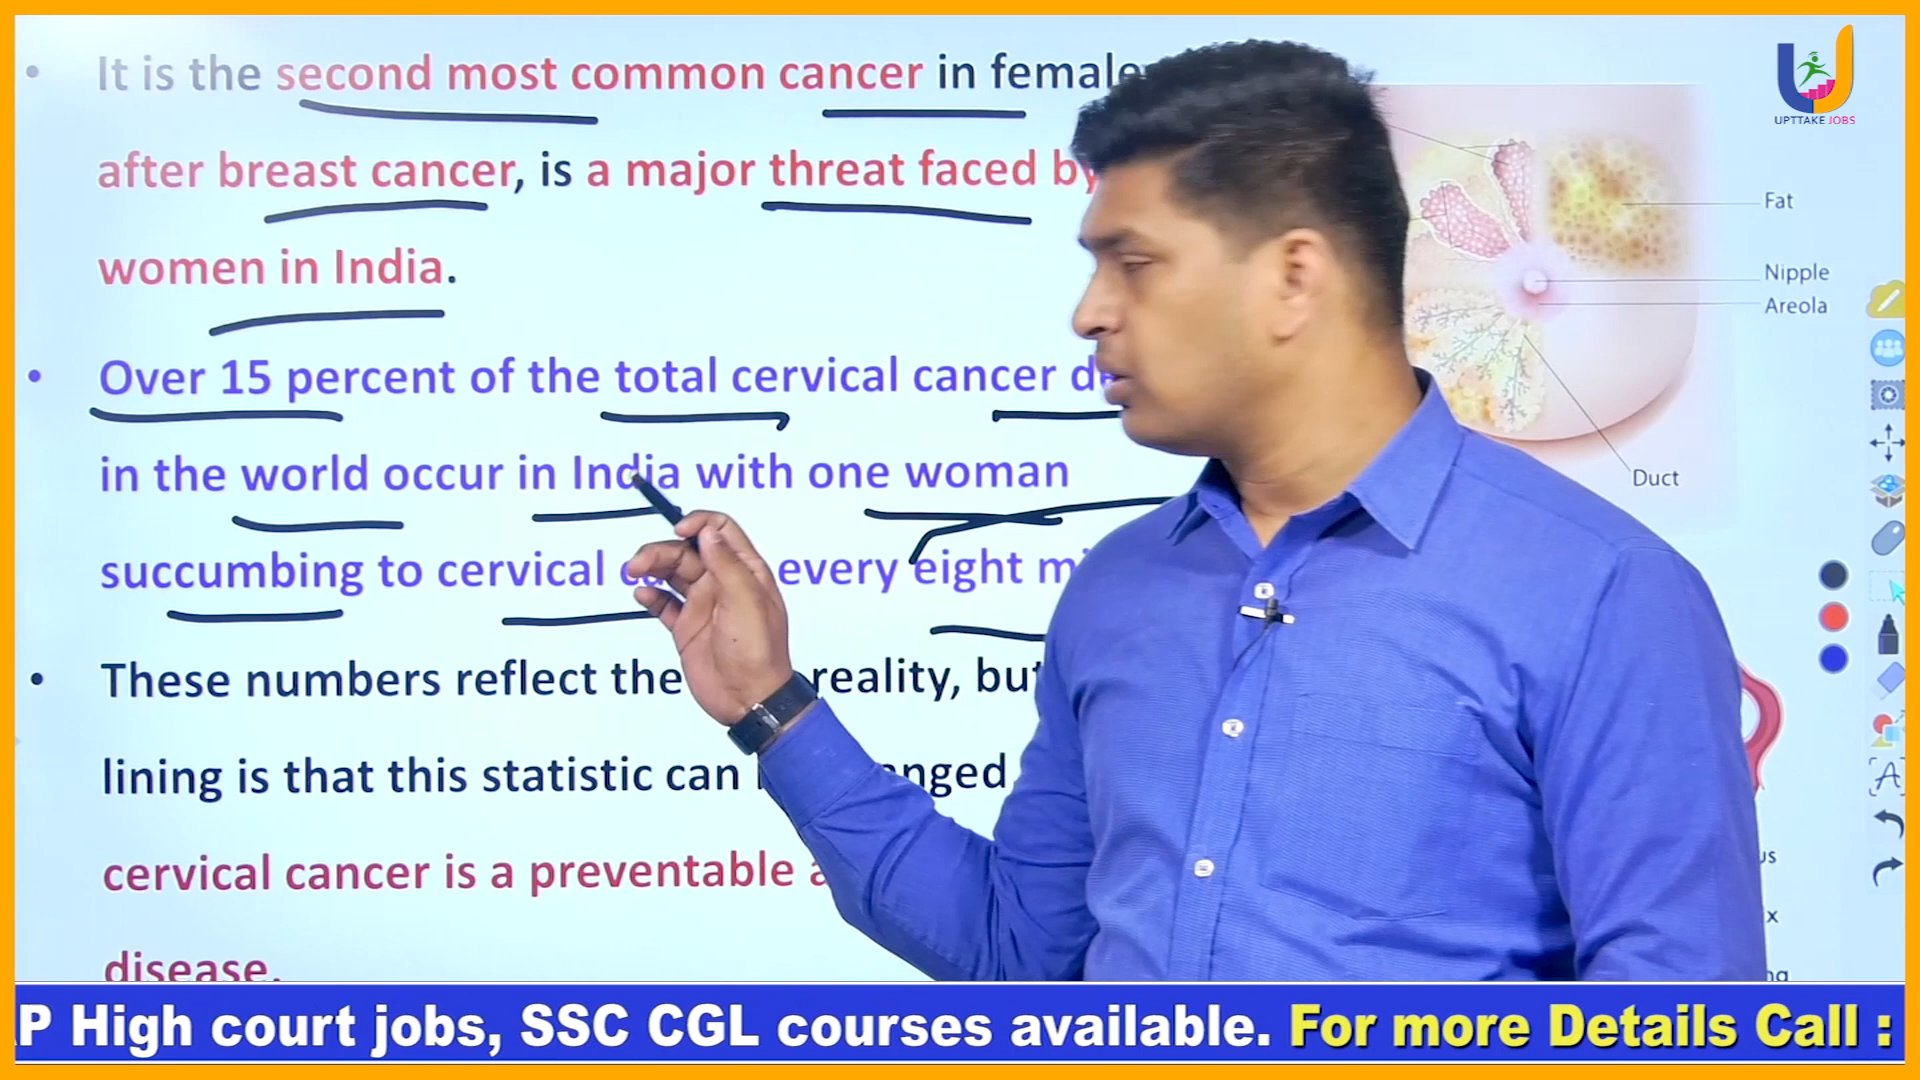 It is the second most common cancer in female
after breast cancer, is a major threat faced by
women in India.
Over 15 percent of the total cervical cancer
in the world occur in India with one woman
succumbing to cervical every eight
These numbers reflect the reality, but
lining is that this statistic can
cervical cancer is a preventable
disease.
Fat
Nipple
Areola
Duct
UPTTAKE JOBS
P High court jobs, SSC CGL courses available. For more Details Call :